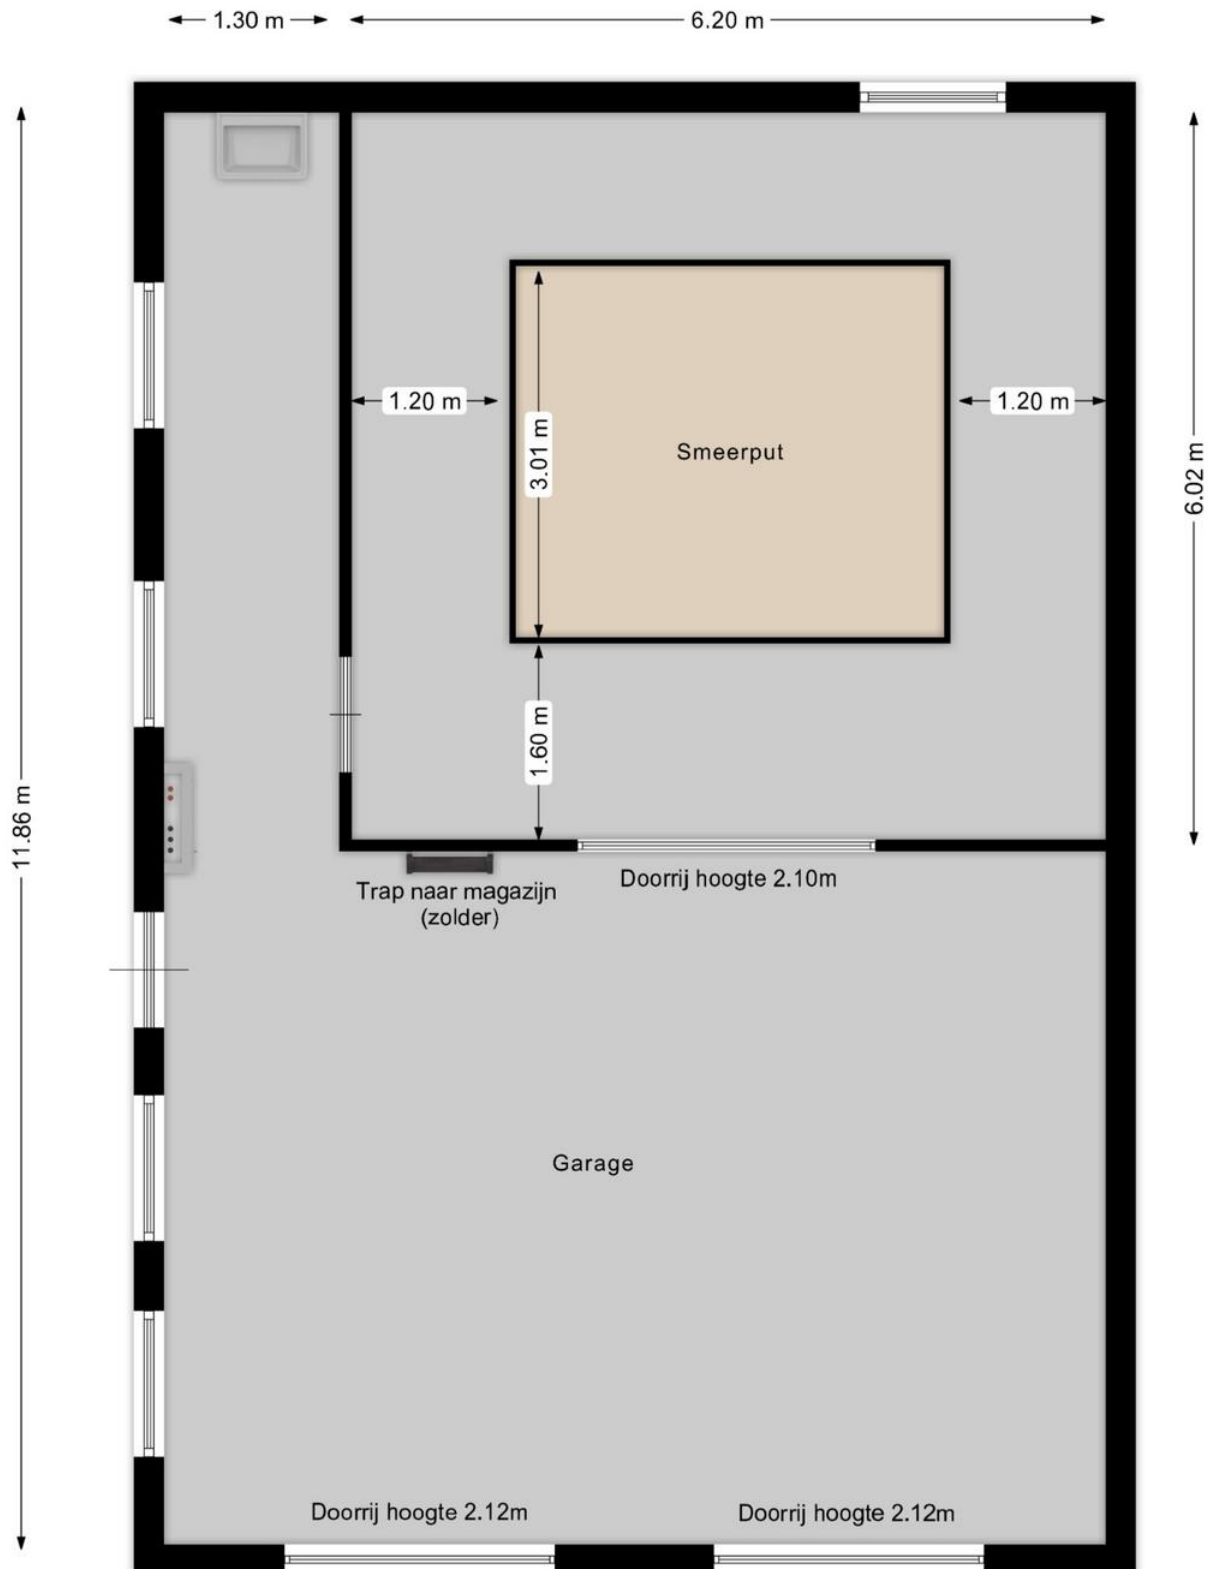 1.30 m
6.20 m
1.20 m
1.20 m
3.01 m
Smeerput
6.02 m
1.60 m
11.86 m
Doorrij hoogte 2.10m
Trap naar magazijn
(zolder)
Garage
Doorrij hoogte 2.12m
Doorrij hoogte 2.12m